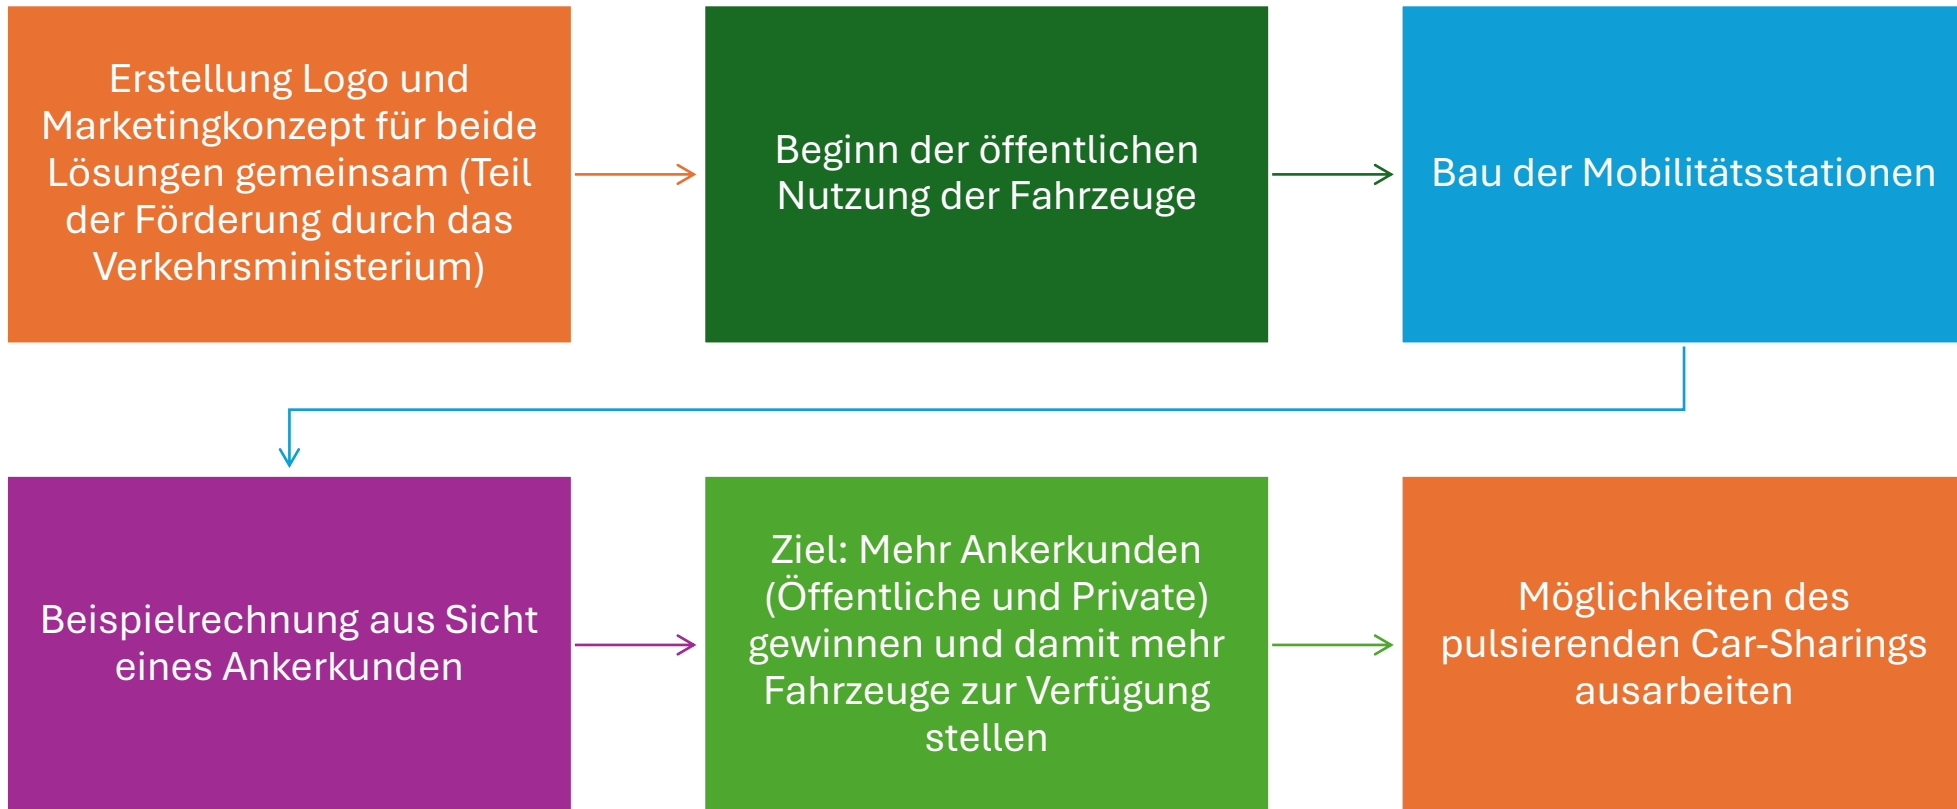 Erstellung Logo und
Marketingkonzept für beide
Lösungen gemeinsam (Teil
der Förderung durch das
Verkehrsministerium)
Beginn der öffentlichen
Nutzung der Fahrzeuge
Bau der Mobilitätsstationen
Beispielrechnung aus Sicht
eines Ankerkunden
Ziel: Mehr Ankerkunden
(Öffentliche und Private)
gewinnen und damit mehr
Fahrzeuge zur Verfügung
stellen
Möglichkeiten des
pulsierenden Car-Sharings
ausarbeiten